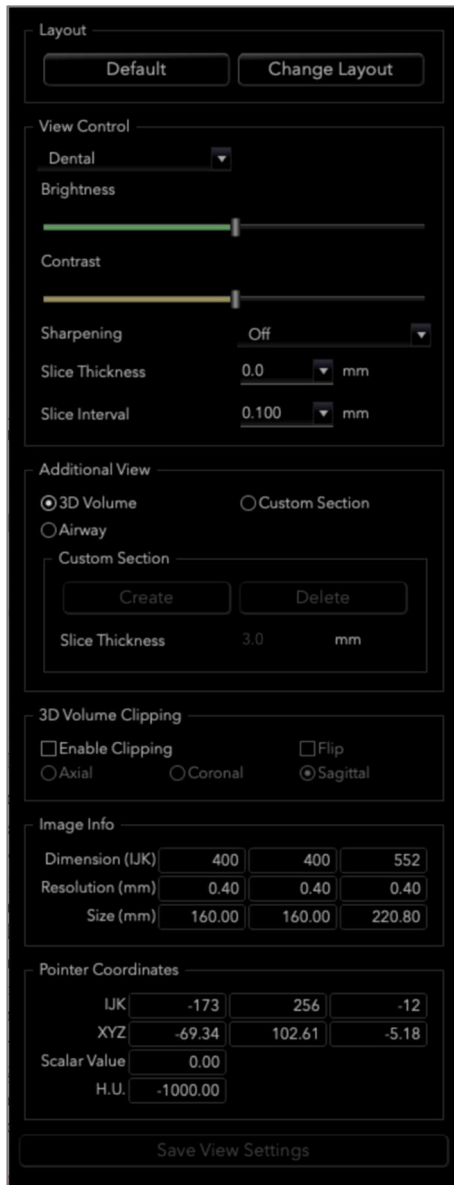 Layout
Default Change Layout
View Control
Dental
Brightness
Contrast
Sharpening Off
Slice Thickness 0.0 mm
Slice Interval 0.100 mm
Additional View
3D Volume Custom Section
Airway
Custom Section
Create Delete
Slice Thickness 3.0 mm
3D Volume Clipping
Enable Clipping Flip
Axial Coronal Sagittal
Image Info
Dimension (IJK) 400 400 552
Resolution (mm) 0.40 0.40 0.40
Size (mm) 160.00 160.00 220.80
Pointer Coordinates
IJK -173 256 -12
XYZ -69.34 102.61 -5.18
Scalar Value 0.00
H.U. -1000.00
Save View Settings